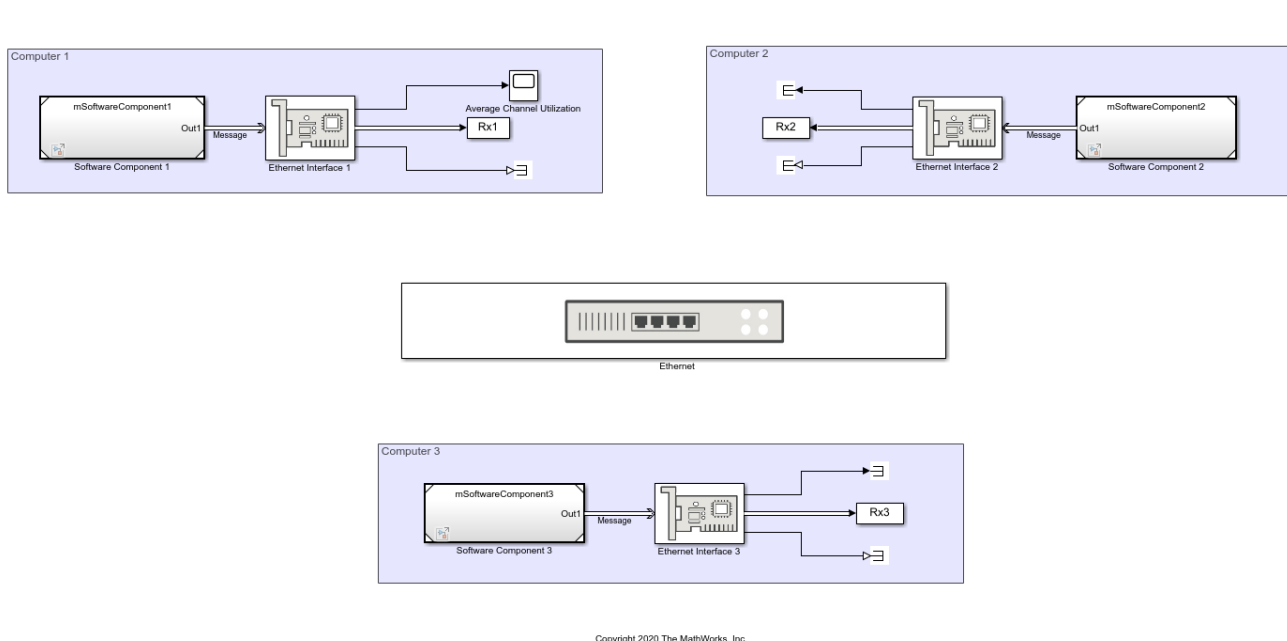 Computer 1
mSoftwareComponent1
Out1
Message
Software Component 1
Ethernet Interface 1
Average Channel Utilization
Rx1
Computer 2
Rx2
Ethernet Interface 2
Message
mSoftwareComponent2
Out1
Software Component 2
Ethernet
Computer 3
mSoftwareComponent3
Out1
Message
Software Component 3
Ethernet Interface 3
Rx3
Copyright 2020 The MathWorks, Inc.